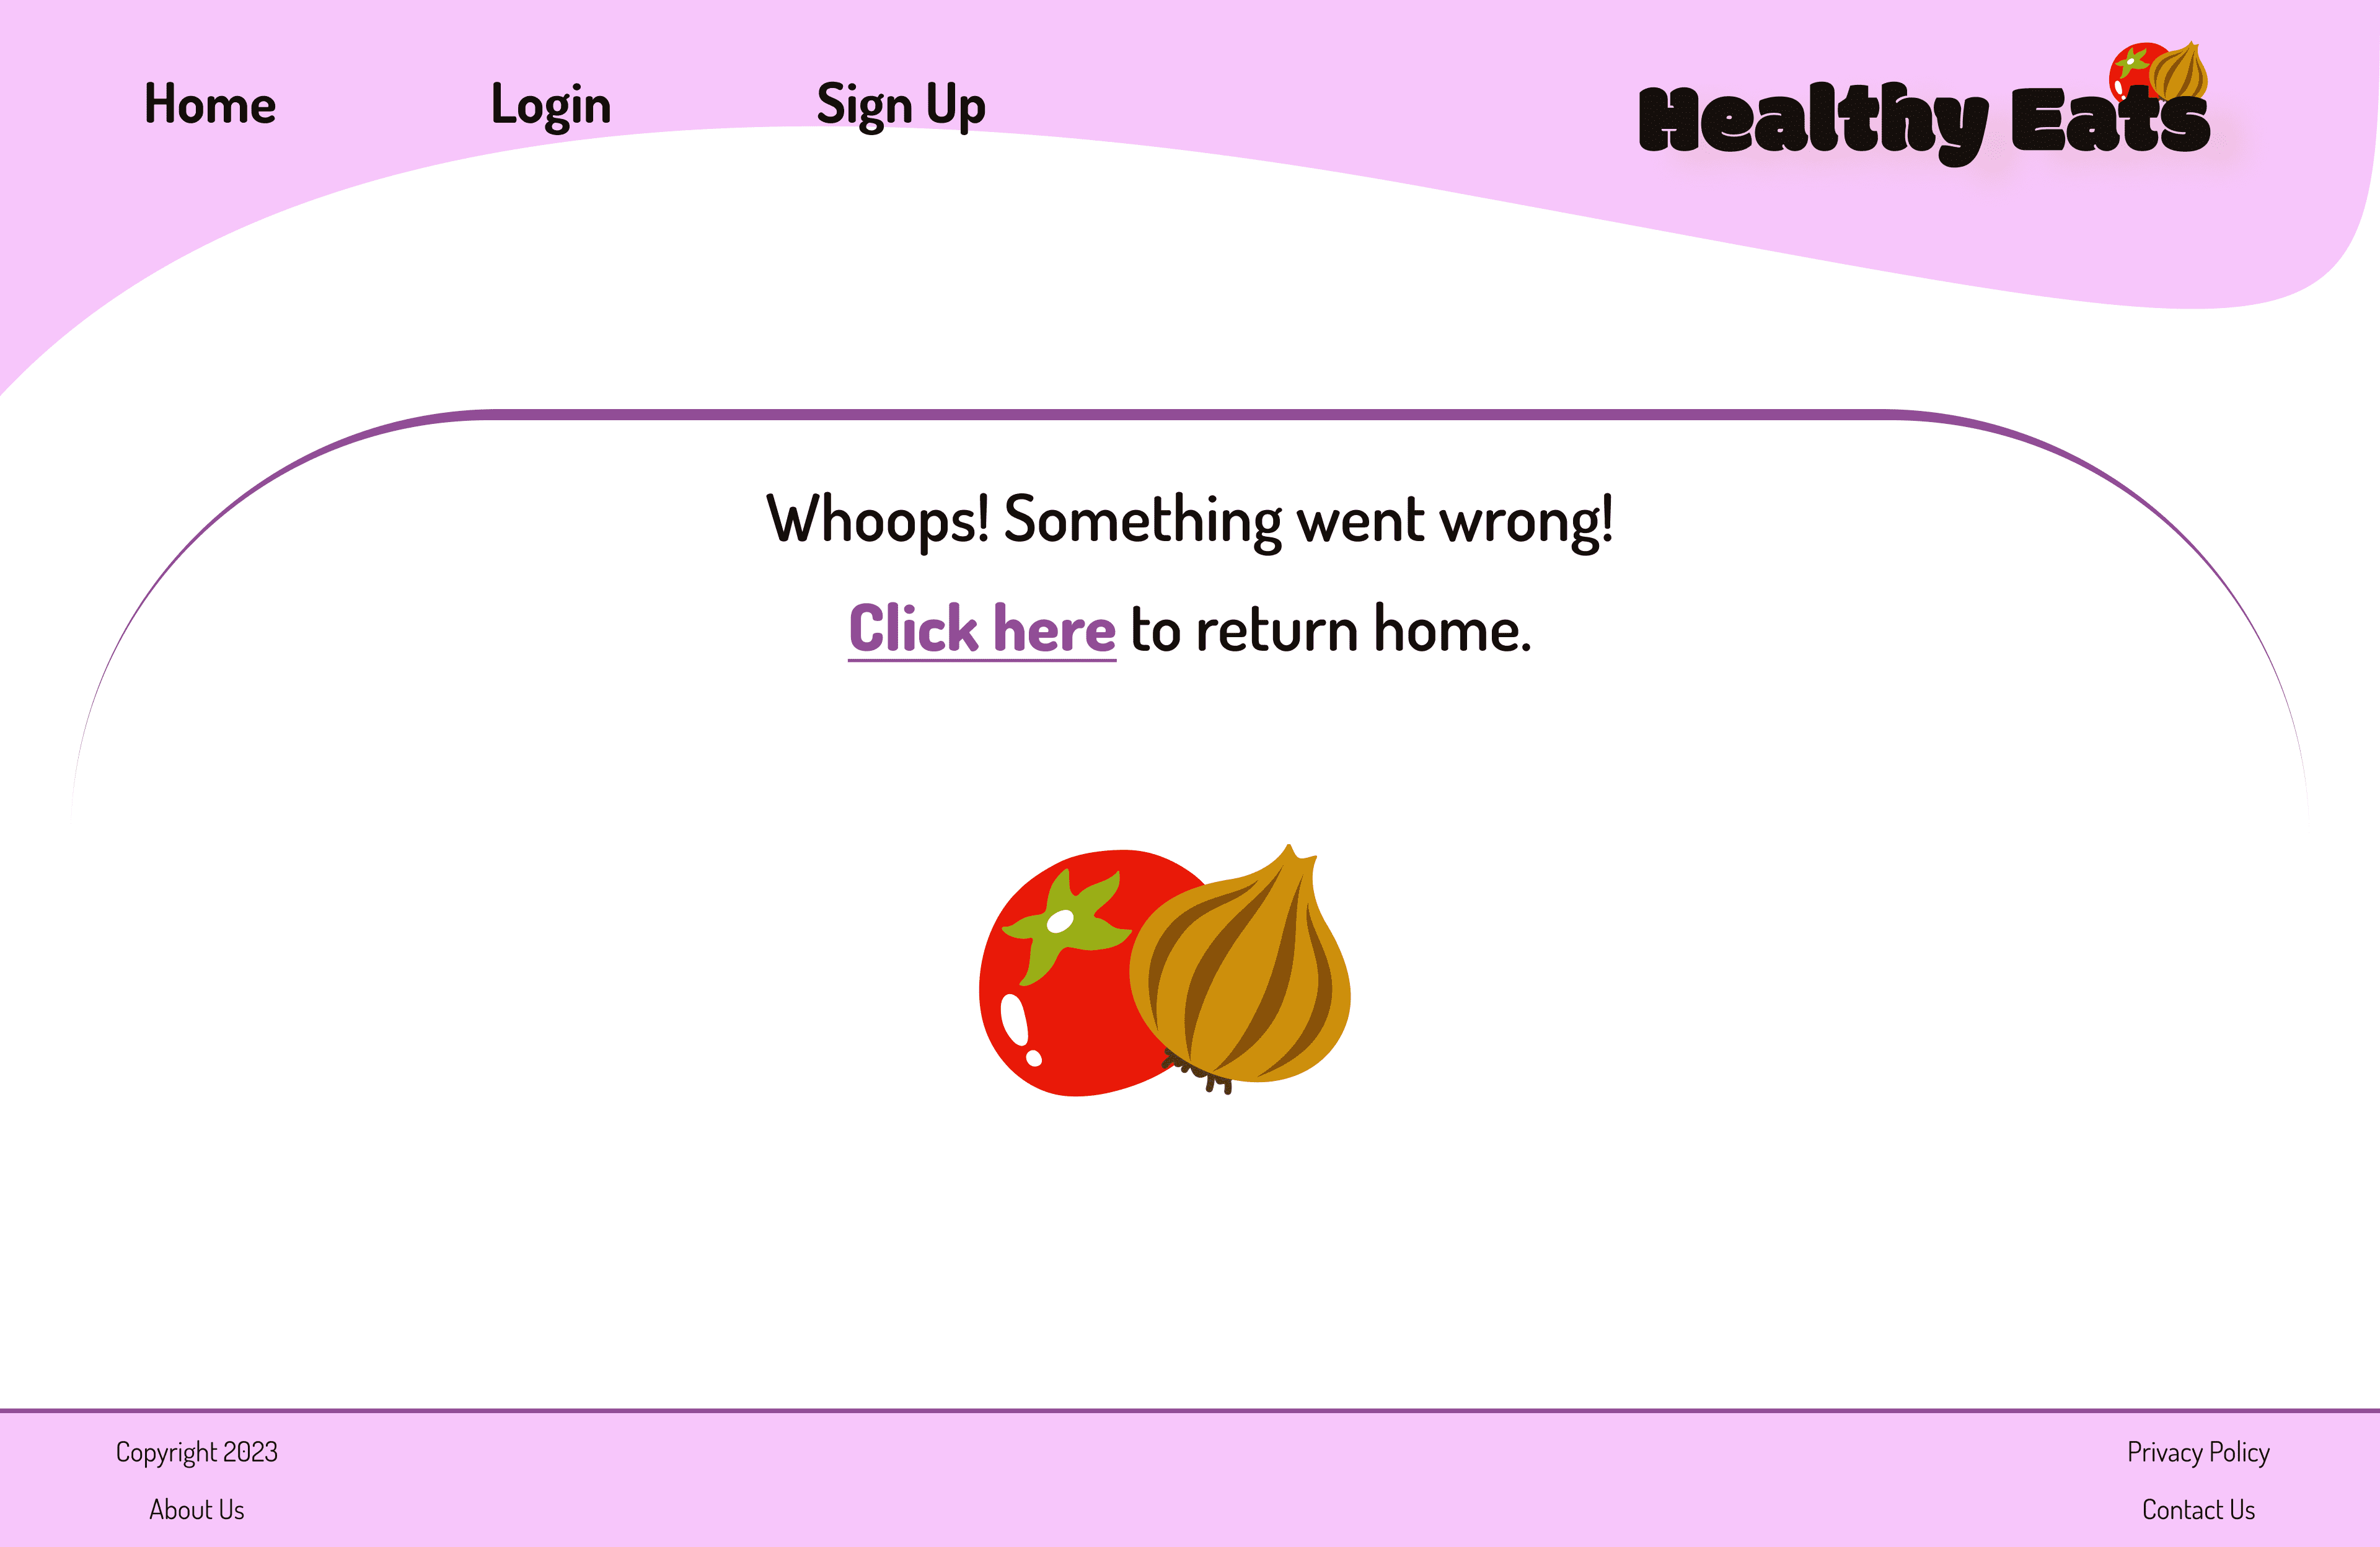 Home Login Sign Up Healthy Eats
Whoops! Something went wrong!
Click here to return home.
Copyright 2023 Privacy Policy
About Us Contact Us